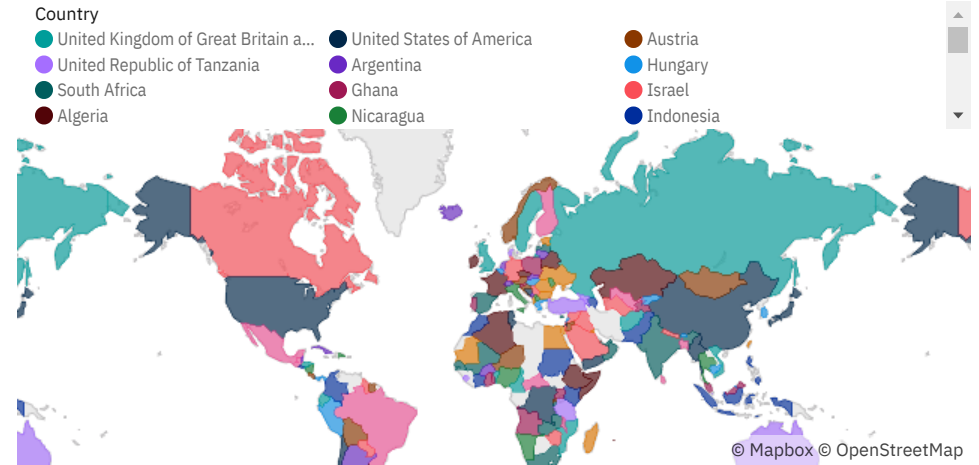 Country
United Kingdom of Great Britain a...
United States of America
Austria
United Republic of Tanzania
Argentina
Hungary
South Africa
Ghana
Israel
Algeria
Nicaragua
Indonesia
© Mapbox © OpenStreetMap